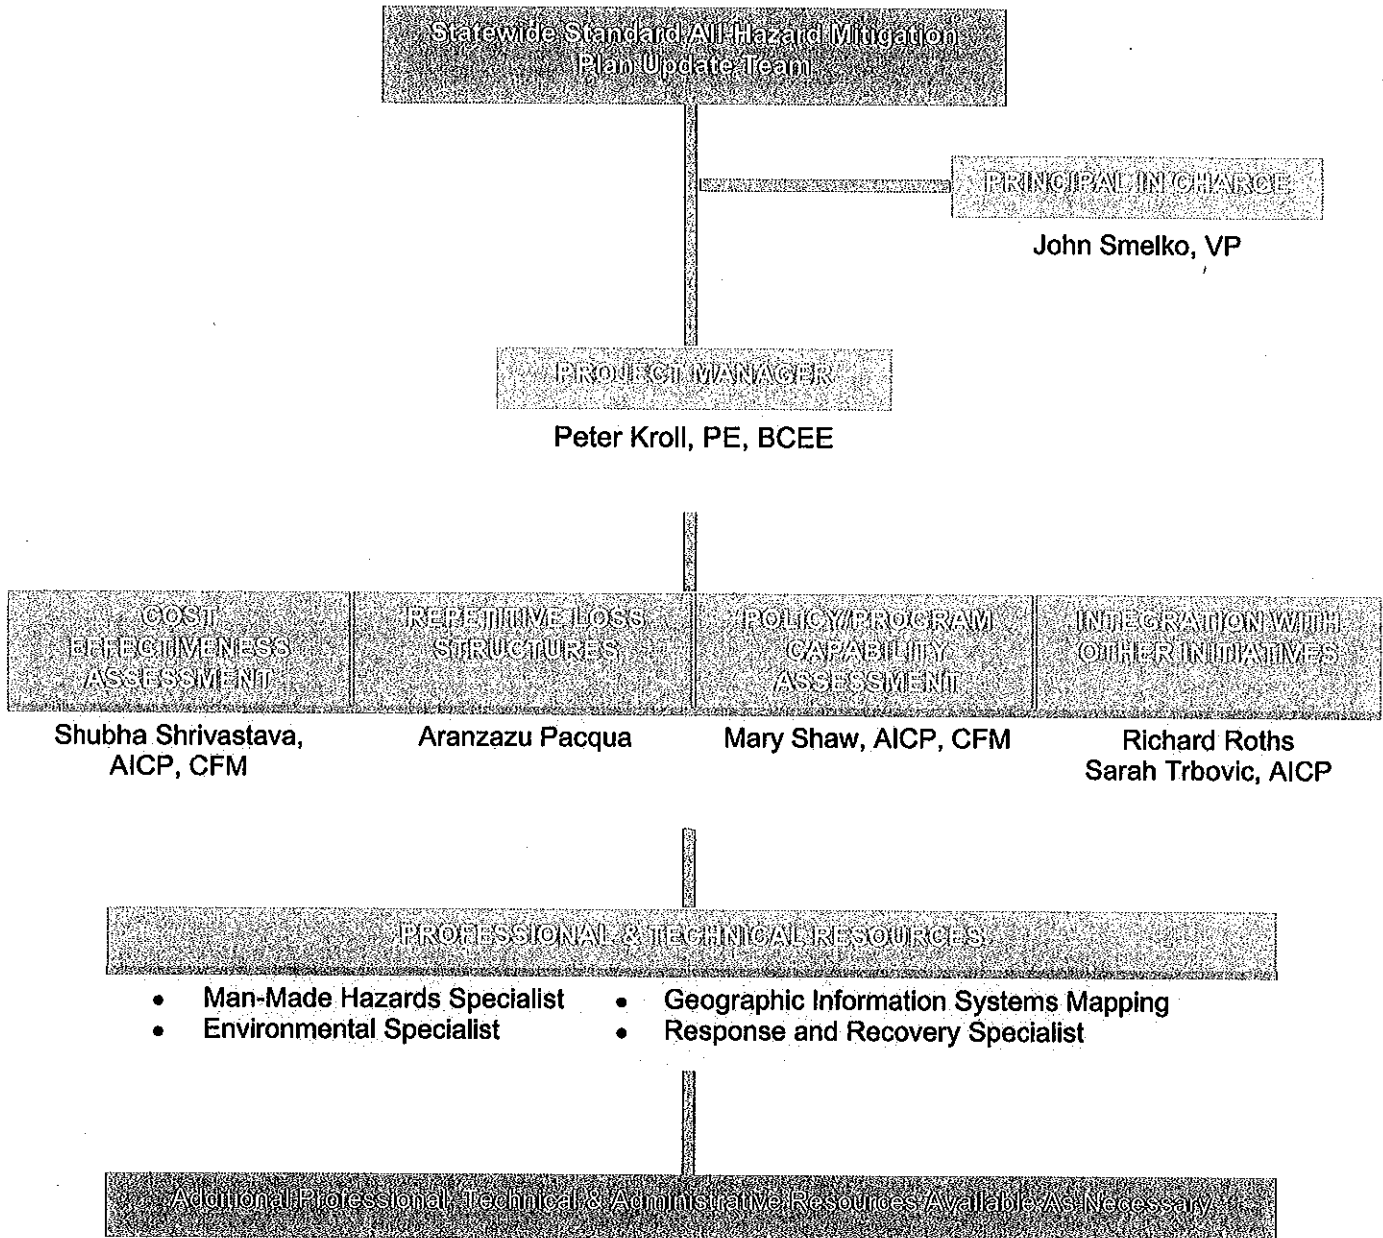 Statewide Standard All-Hazard Mitigation
Plan Update Team
PRINCIPAL IN CHARGE
John Smelko, VP
PROJECT MANAGER
Peter Kroll, PE, BCEE
COST
EFFECTIVENESS
ASSESSMENT
Shubha Shrivastava,
AICP, CFM
REPETITIVE LOSS
STRUCTURES
Aranzazu Pacqua
POLICY/PROGRAM
CAPABILITY
ASSESSMENT
Mary Shaw, AICP, CFM
INTEGRATION WITH
OTHER INITIATIVES
Richard Roths
Sarah Trbovic, AICP
PROFESSIONAL & TECHNICAL RESOURCES
• Man-Made Hazards Specialist
• Environmental Specialist
• Geographic Information Systems Mapping
• Response and Recovery Specialist
Additional Professional, Technical & Administrative Resources Available As Necessary